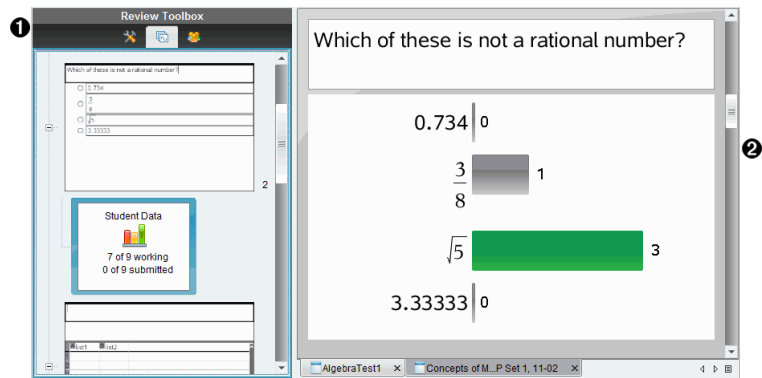 ❶
Review Toolbox
Which of these is not a rational number?
0.734
3
8
√5
3.33333
2
Student Data
7 of 9 working
0 of 9 submitted
list1 list2
Which of these is not a rational number?
0.734 0
3
8
1
√5 3
3.33333 0
❷
AlgebraTest1 × Concepts of M...P Set 1, 11-02 ×